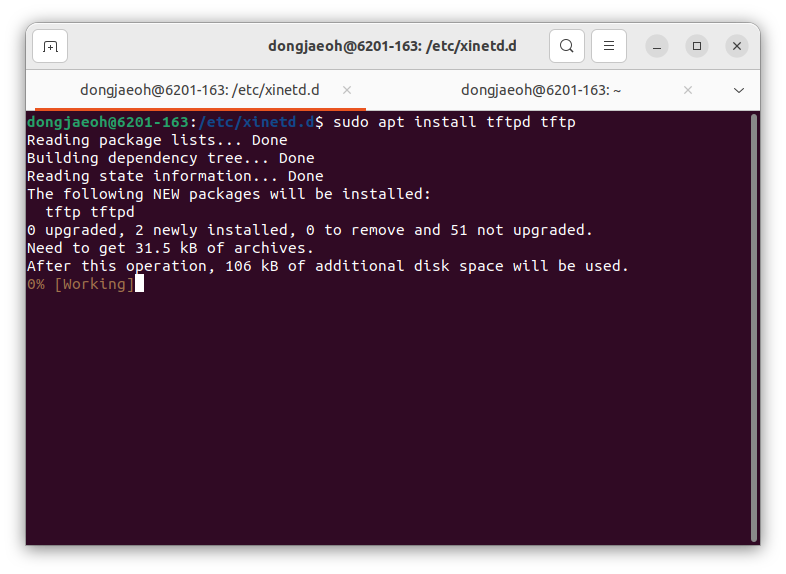 dongjaeoh@6201-163: /etc/xinetd.d
dongjaeoh@6201-163: /etc/xinetd.d
dongjaeoh@6201-163: ~
dongjaeoh@6201-163:/etc/xinetd.d$ sudo apt install tftpd tftp
Reading package lists... Done
Building dependency tree... Done
Reading state information... Done
The following NEW packages will be installed:
  tftp tftpd
0 upgraded, 2 newly installed, 0 to remove and 51 not upgraded.
Need to get 31.5 kB of archives.
After this operation, 106 kB of additional disk space will be used.
0% [Working]